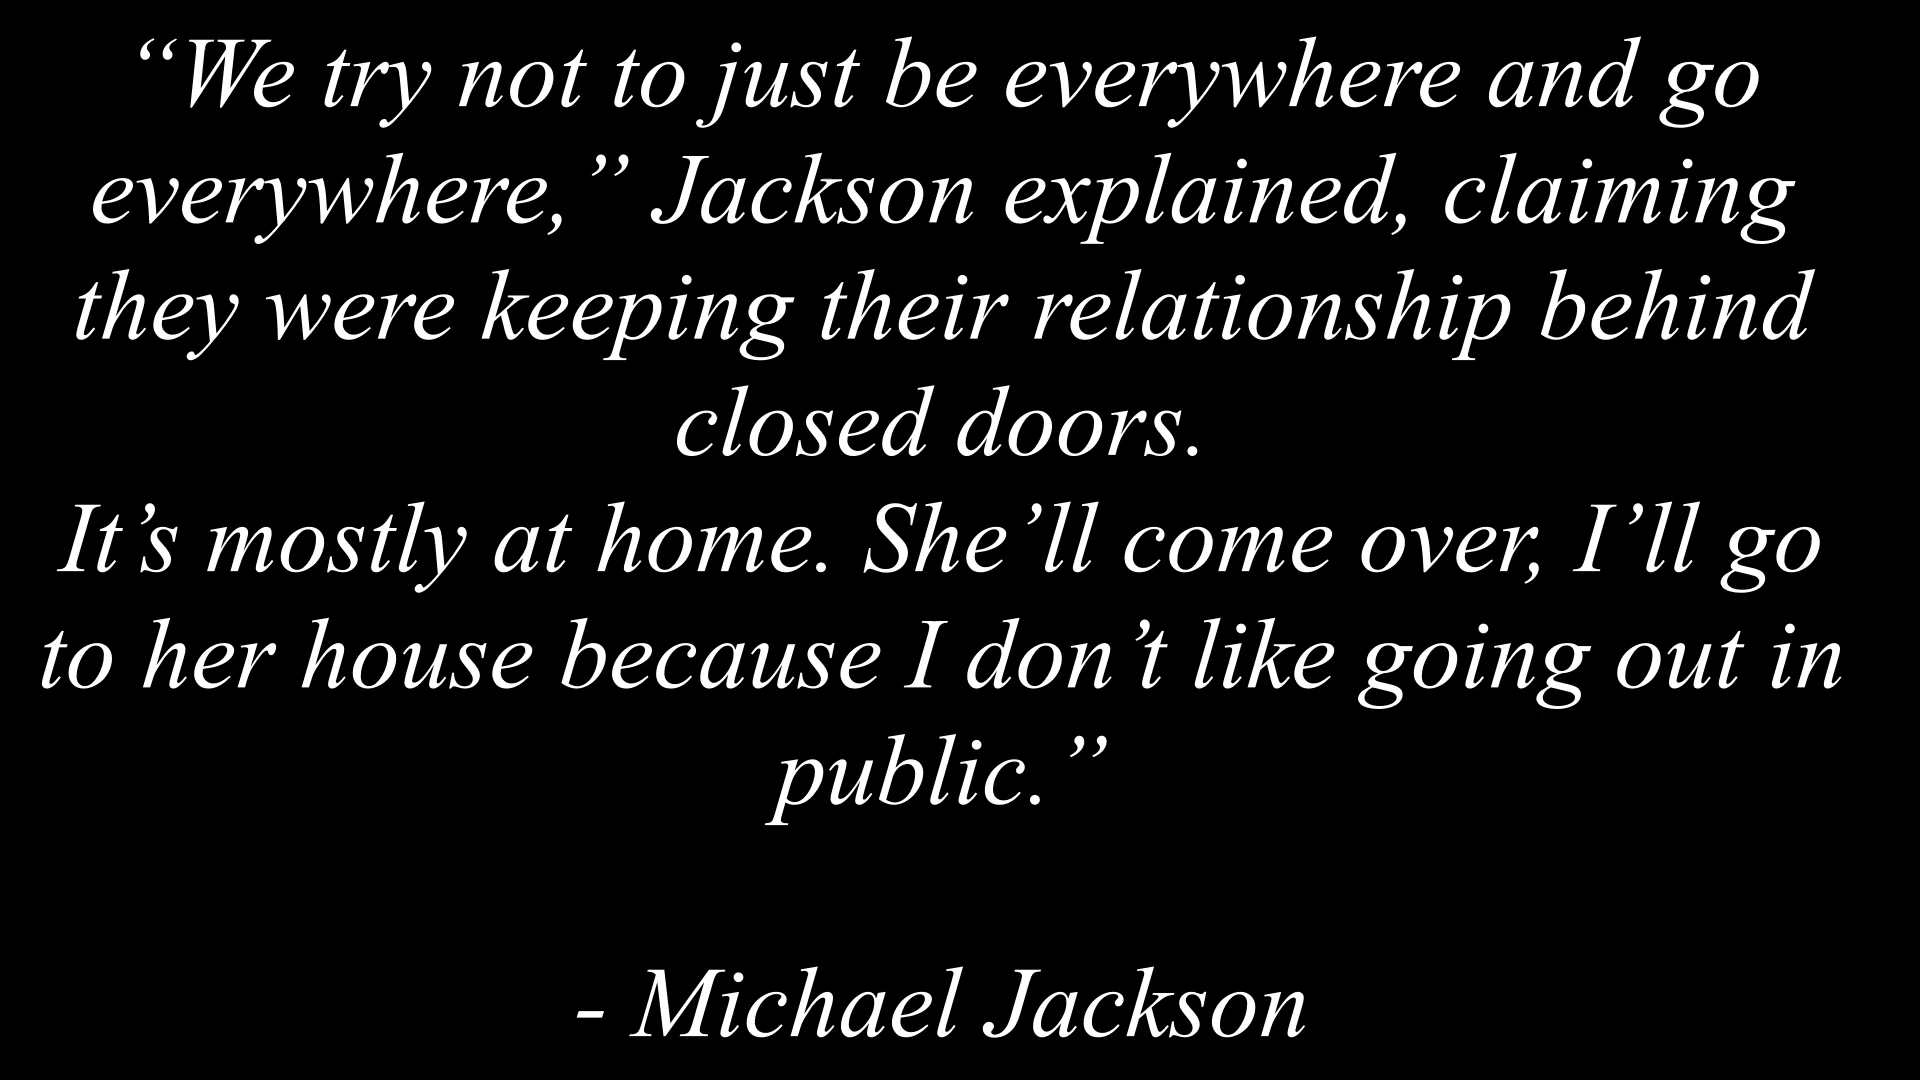 “We try not to just be everywhere and go
everywhere,” Jackson explained, claiming
they were keeping their relationship behind
closed doors.
It’s mostly at home. She’ll come over, I’ll go
to her house because I don’t like going out in
public.”
- Michael Jackson